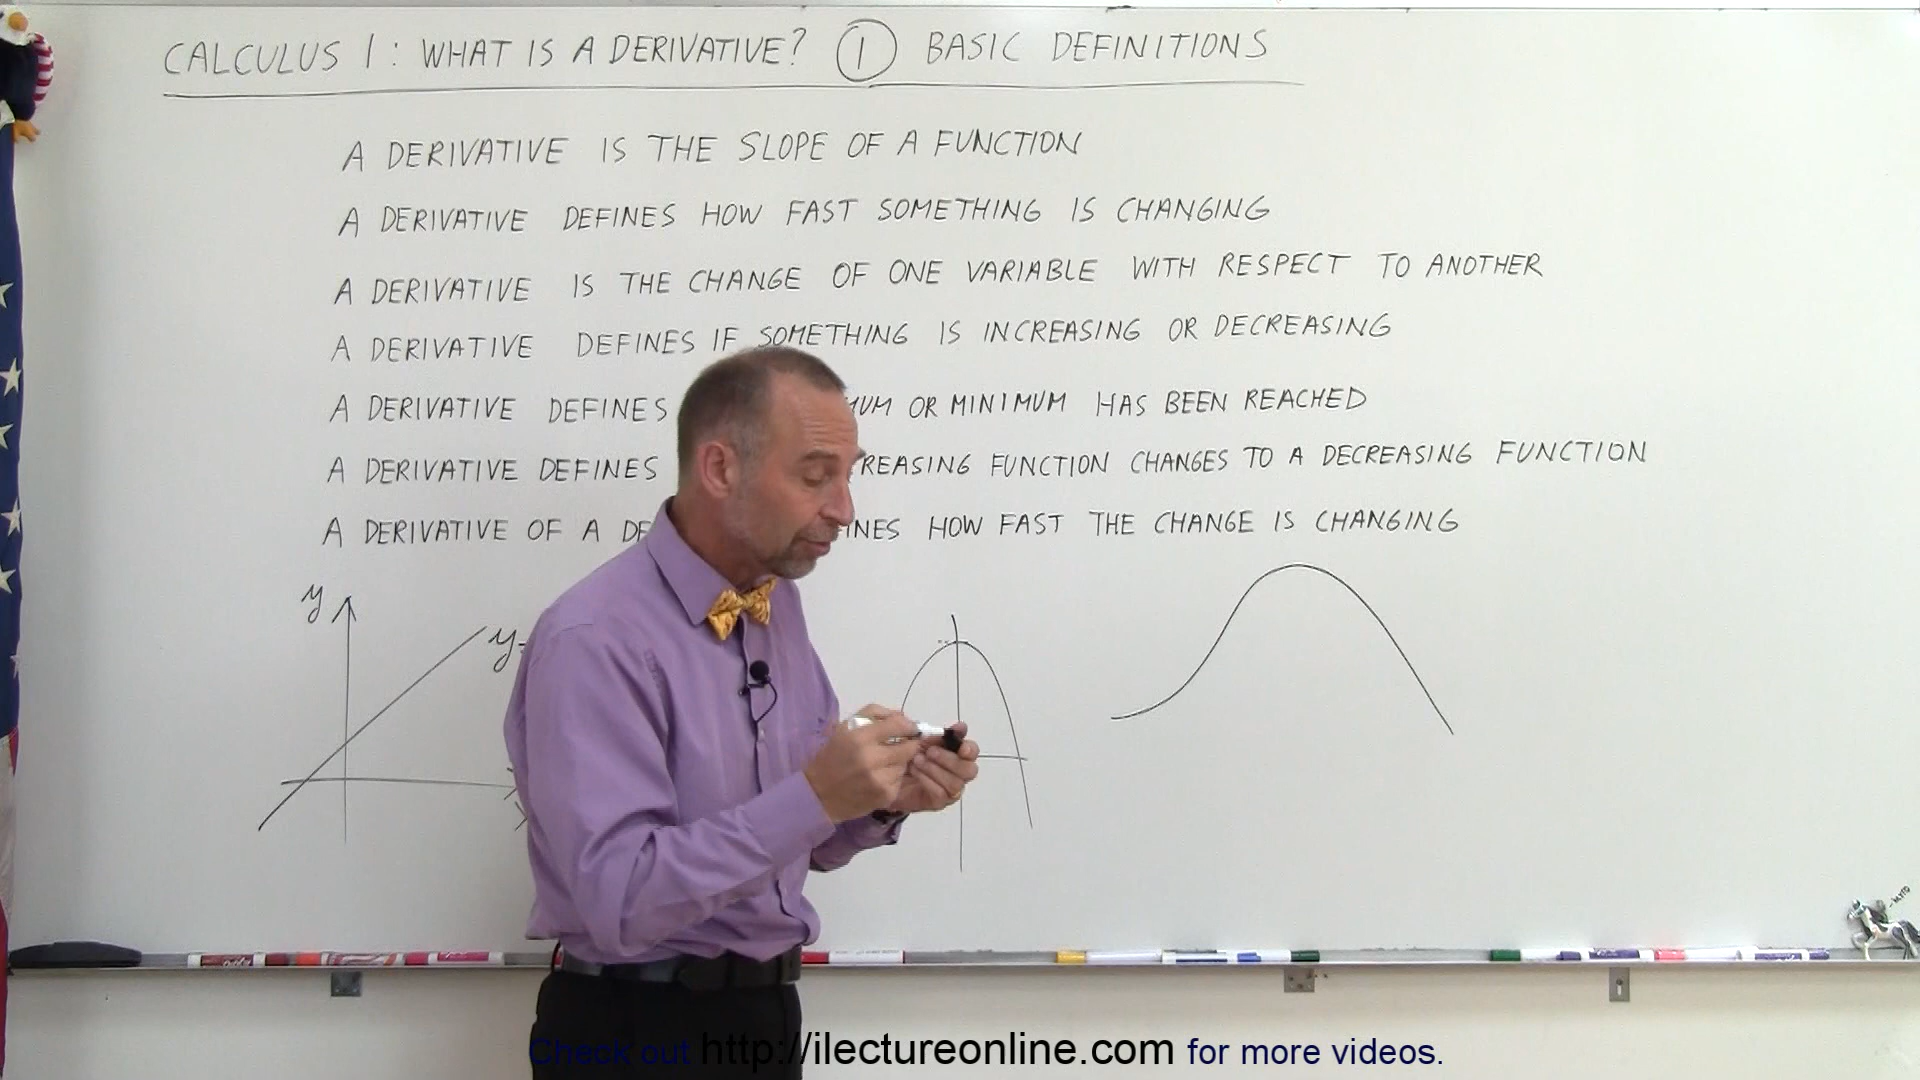 CALCULUS 1: WHAT IS A DERIVATIVE? 1 BASIC DEFINITIONS
A DERIVATIVE IS THE SLOPE OF A FUNCTION
A DERIVATIVE DEFINES HOW FAST SOMETHING IS CHANGING
A DERIVATIVE IS THE CHANGE OF ONE VARIABLE WITH RESPECT TO ANOTHER
A DERIVATIVE DEFINES IF SOMETHING IS INCREASING OR DECREASING
A DERIVATIVE DEFINES OR MINIMUM HAS BEEN REACHED
A DERIVATIVE DEFINES FUNCTION CHANGES TO A DECREASING FUNCTION
A DERIVATIVE OF A HOW FAST THE CHANGE IS CHANGING
y
y
Check out http://ilectureonline.com for more videos.